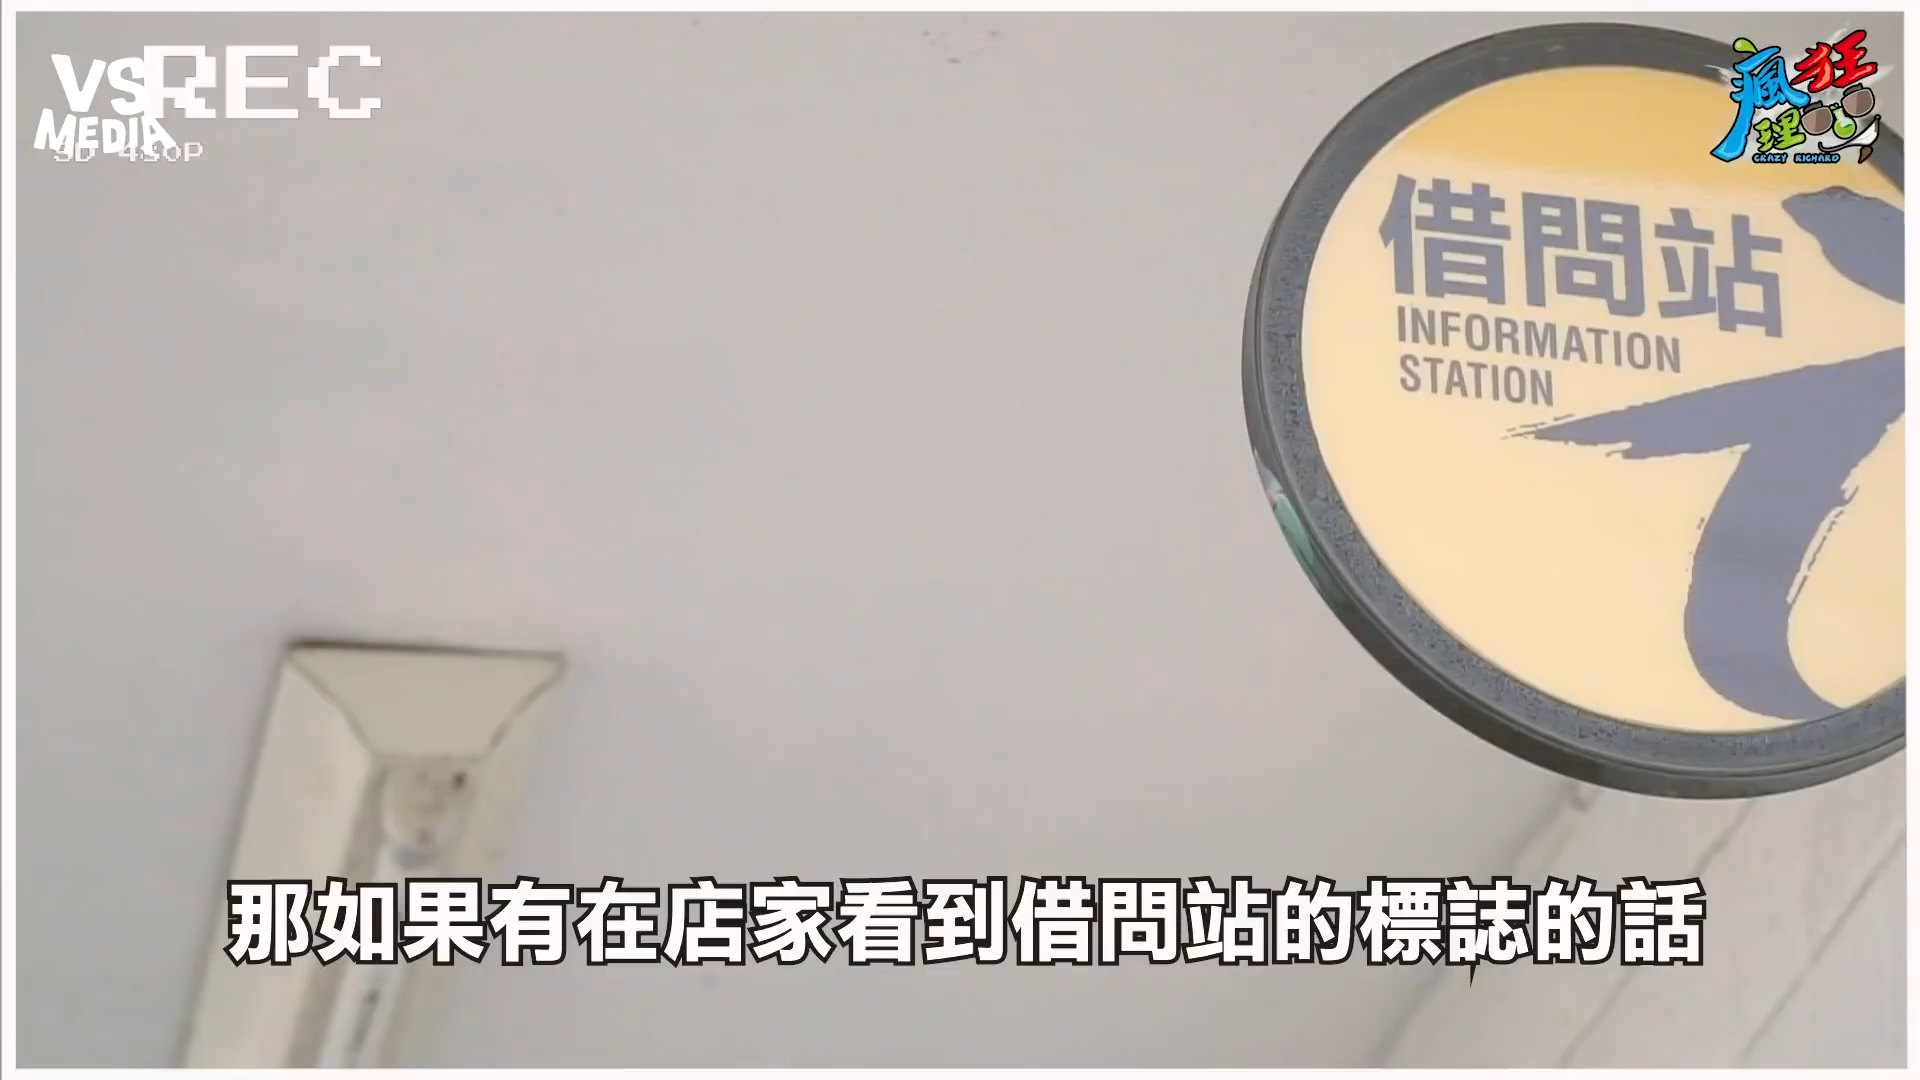 VS
MEDIA
REC
SD 480P
瘋狂
理
CRAZY RICHARD
借問站
INFORMATION
STATION
那如果有在店家看到借問站的標誌的話